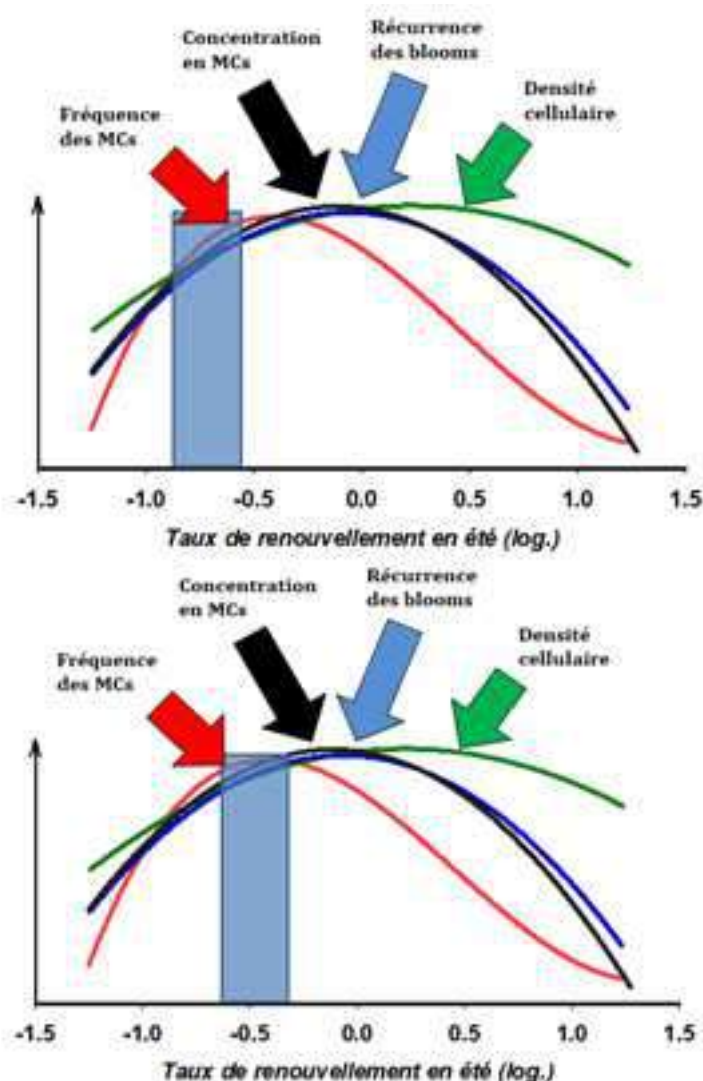 Concentration
en MCs
Récurrence
des blooms
Densité
cellulaire
Fréquence
des MCs
-1.5 -1.0 -0.5 0.0 0.5 1.0 1.5
Taux de renouvellement en été (log.)
Concentration
en MCs
Récurrence
des blooms
Densité
cellulaire
Fréquence
des MCs
-1.5 -1.0 -0.5 0.0 0.5 1.0 1.5
Taux de renouvellement en été (log.)